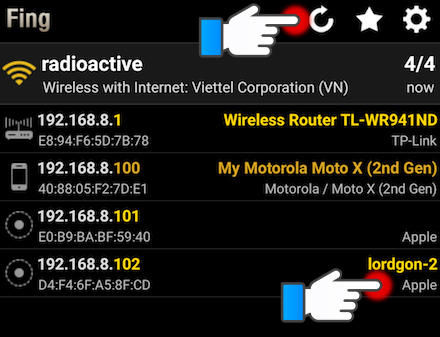 Fing
radioactive 4/4
Wireless with Internet: Viettel Corporation (VN) now
192.168.8.1 Wireless Router TL-WR941ND
E8:94:F6:5D:7B:78 TP-Link
192.168.8.100 My Motorola Moto X (2nd Gen)
40:88:05:F2:7D:E1 Motorola / Moto X (2nd Gen)
192.168.8.101
E0:B9:BA:BF:59:40 Apple
192.168.8.102 lordgon-2
D4:F4:6F:A5:8F:CD Apple